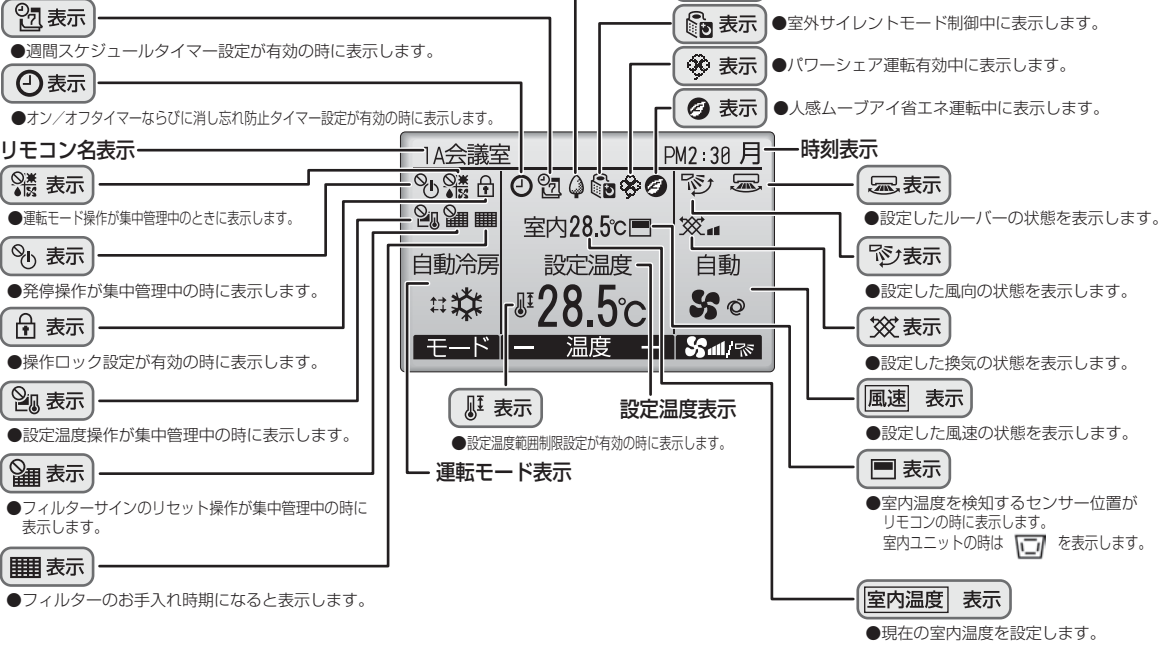 表示
●週間スケジュールタイマー設定が有効の時に表示します。
表示
●オン／オフタイマーならびに消し忘れ防止タイマー設定が有効の時に表示します。
リモコン名表示
表示
●運転モード操作が集中管理中のときに表示します。
表示
●発停操作が集中管理中の時に表示します。
表示
●操作ロック設定が有効の時に表示します。
表示
●設定温度操作が集中管理中の時に表示します。
表示
●フィルターサインのリセット操作が集中管理中の時に
表示します。
表示
●フィルターのお手入れ時期になると表示します。
1A会議室
PM2:30 月
室内28.5℃
自動冷房
設定温度
自動
28.5℃
モード
－ 温度 ＋
表示
●設定温度範囲制限設定が有効の時に表示します。
設定温度表示
運転モード表示
表示
●室外サイレントモード制御中に表示します。
表示
●パワーシェア運転有効中に表示します。
表示
●人感ムーブアイ省エネ運転中に表示します。
時刻表示
表示
●設定したルーバーの状態を表示します。
表示
●設定した風向の状態を表示します。
表示
●設定した換気の状態を表示します。
風速 表示
●設定した風速の状態を表示します。
表示
●室内温度を検知するセンサー位置が
リモコンの時に表示します。
室内ユニットの時は を表示します。
室内温度 表示
●現在の室内温度を設定します。